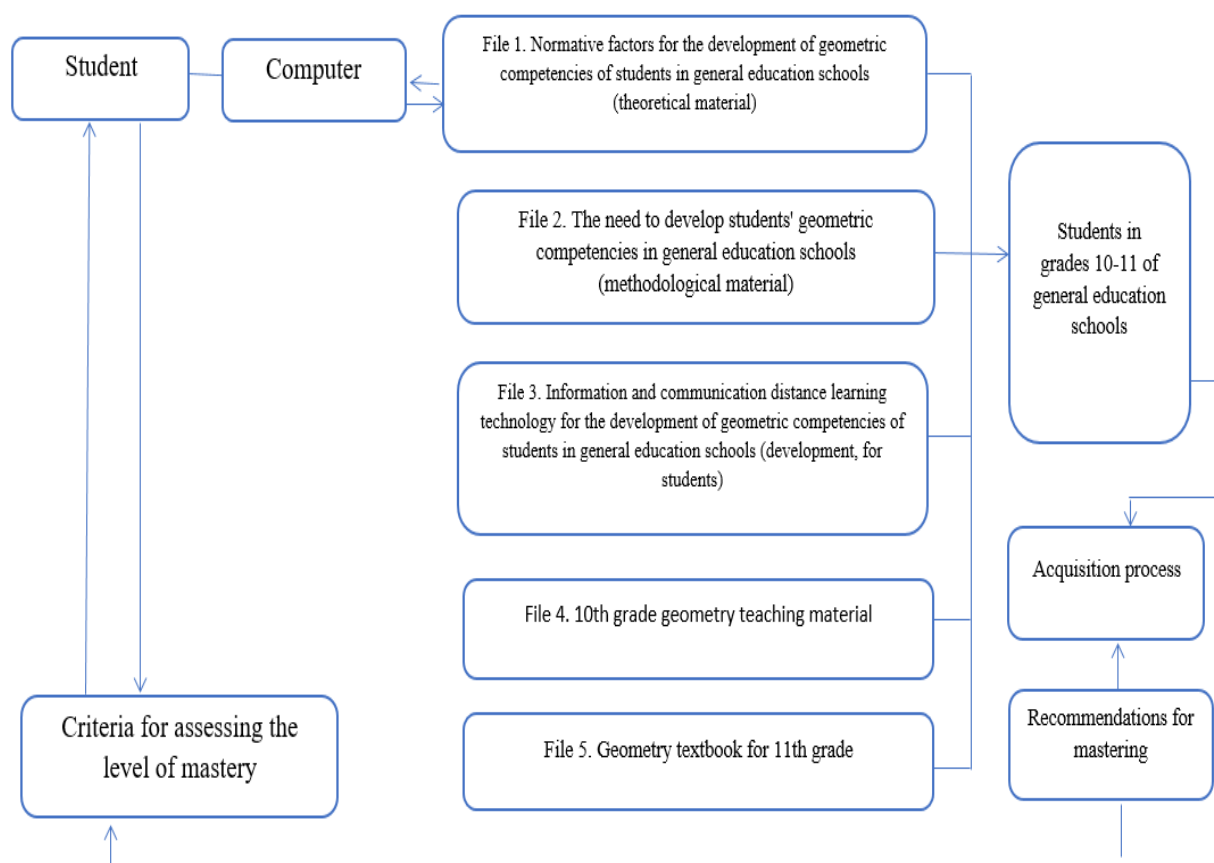 Student
Computer
File 1. Normative factors for the development of geometric
competencies of students in general education schools
(theoretical material)
File 2. The need to develop students' geometric
competencies in general education schools
(methodological material)
Students in
grades 10-11 of
general education
schools
File 3. Information and communication distance learning
technology for the development of geometric competencies of
students in general education schools (development, for
students)
Acquisition process
File 4. 10th grade geometry teaching material
Criteria for assessing the
level of mastery
File 5. Geometry textbook for 11th grade
Recommendations for
mastering